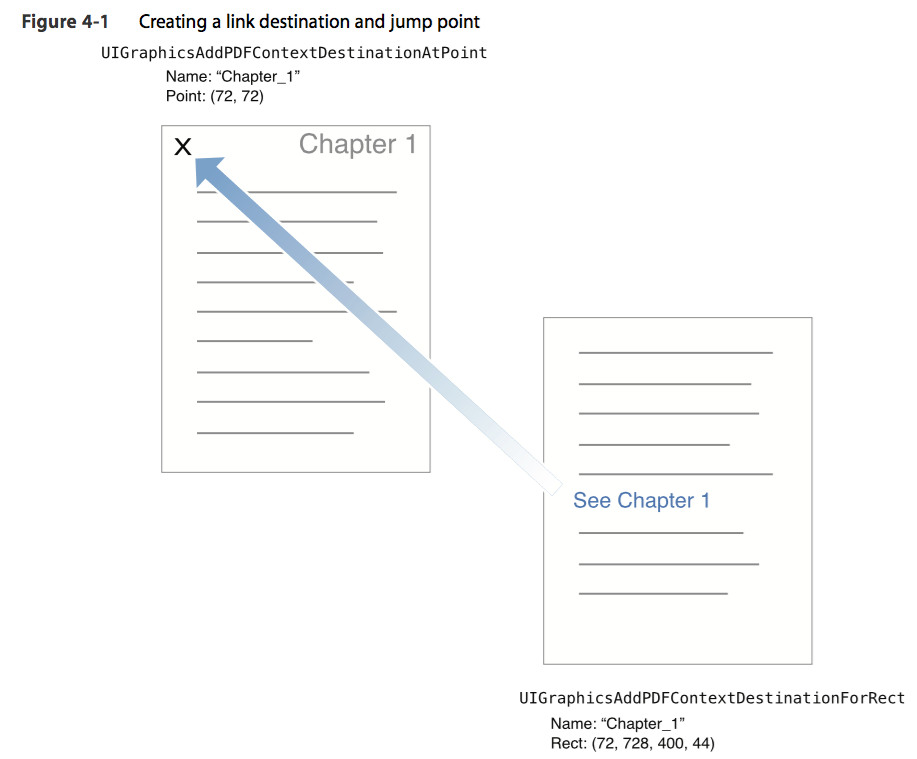 Figure 4-1 Creating a link destination and jump point
UIGraphicsAddPDFContextDestinationAtPoint
Name: “Chapter_1”
Point: (72, 72)
X
Chapter 1
See Chapter 1
UIGraphicsAddPDFContextDestinationForRect
Name: “Chapter_1”
Rect: (72, 728, 400, 44)